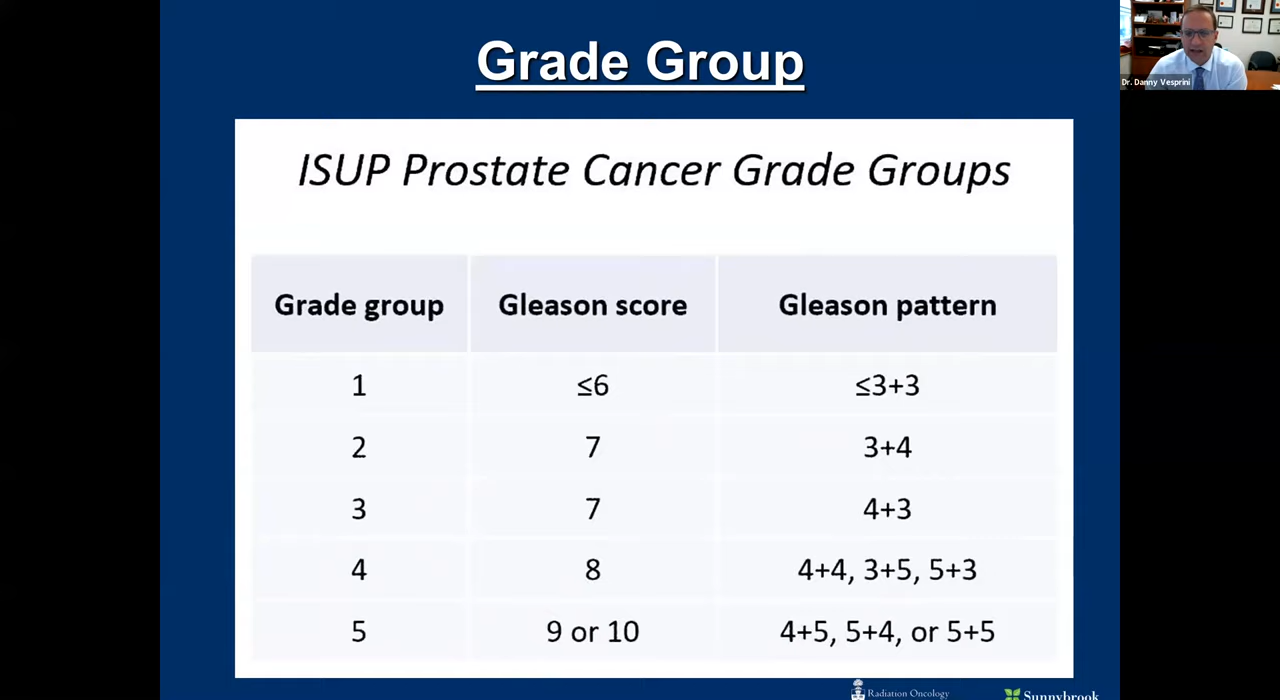 Grade Group
Dr. Danny Vesprini
ISUP Prostate Cancer Grade Groups
Grade group Gleason score Gleason pattern
1 ≤6 ≤3+3
2 7 3+4
3 7 4+3
4 8 4+4, 3+5, 5+3
5 9 or 10 4+5, 5+4, or 5+5
Radiation Oncology
Sunnybrook